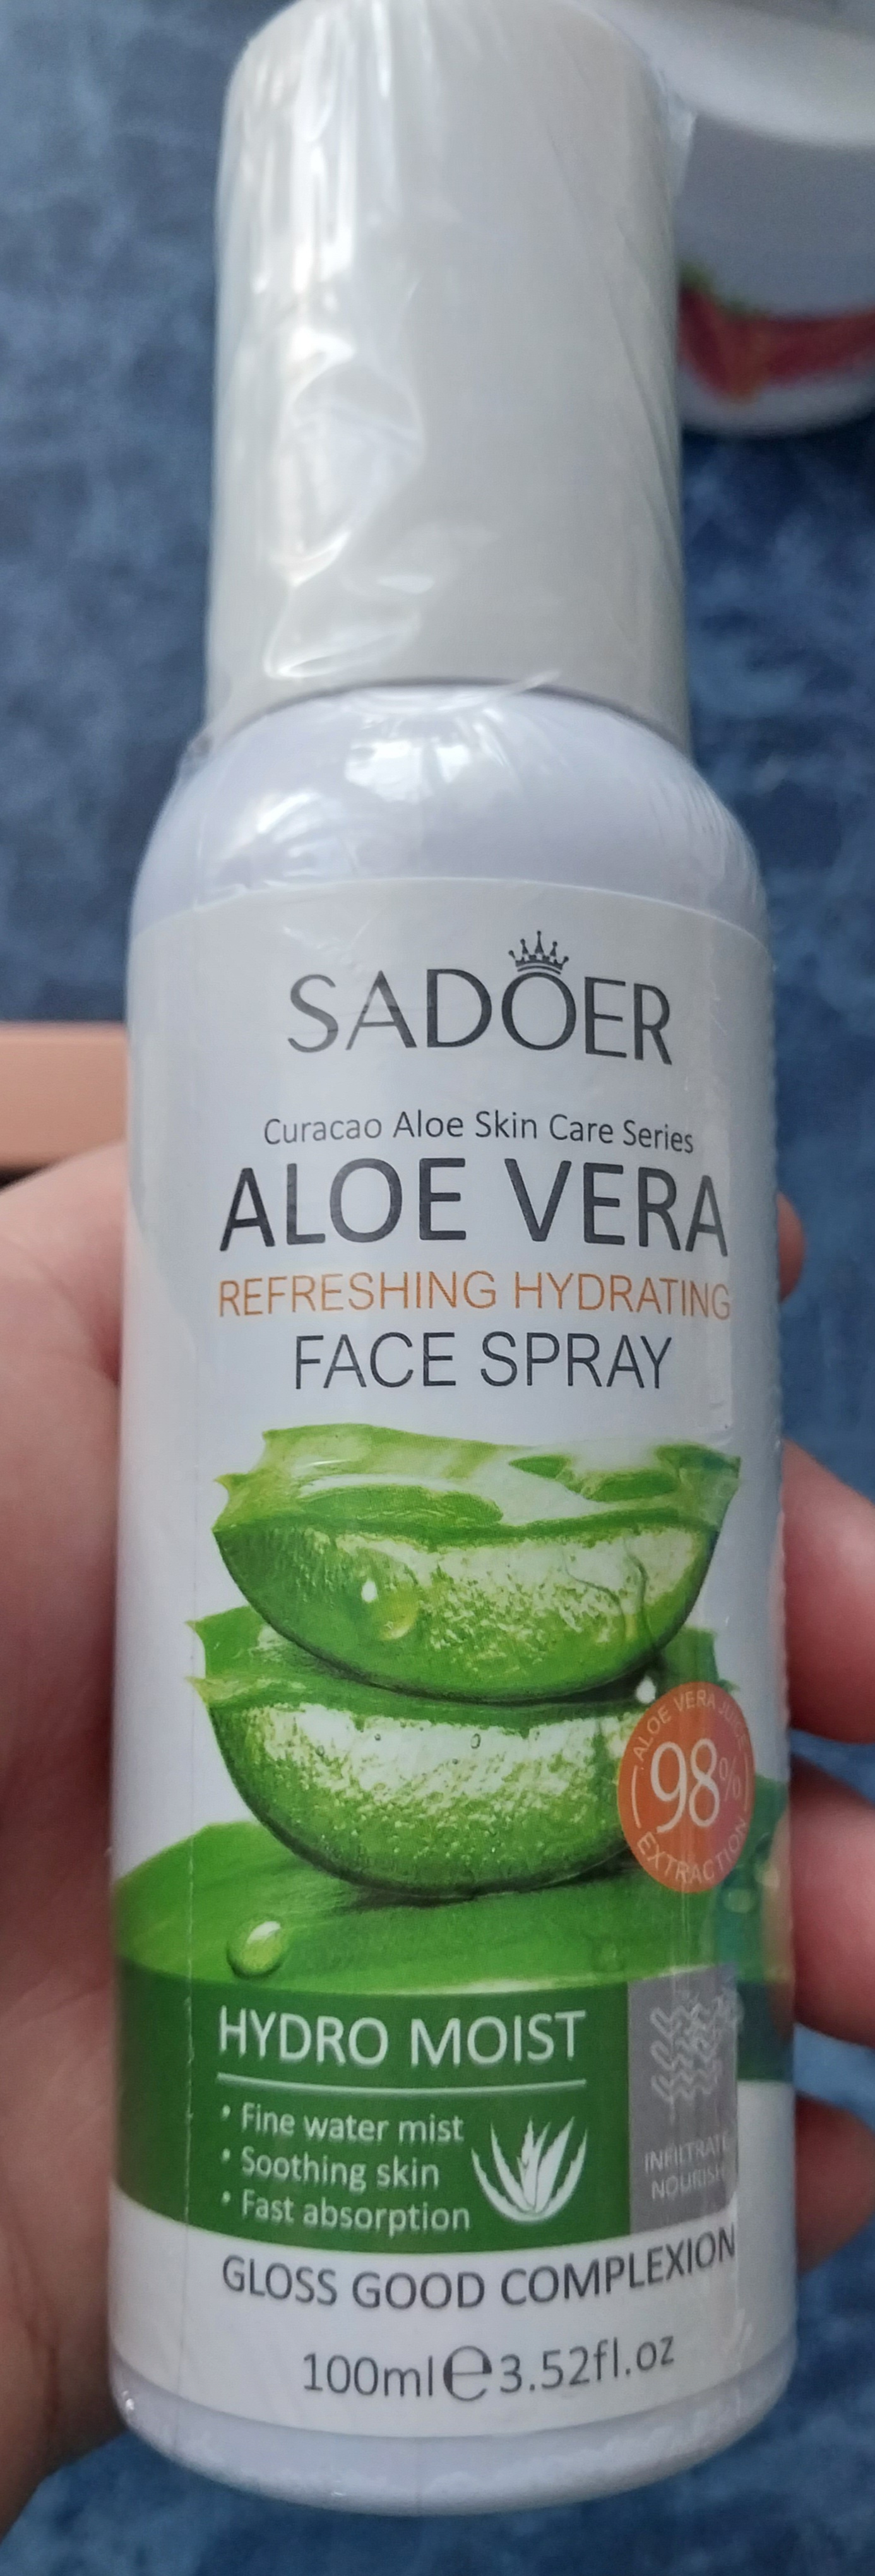 SADOER
Curacao Aloe Skin Care Series
ALOE VERA
REFRESHING HYDRATING
FACE SPRAY
ALOE VERA JUICE
98%
EXTRACTION
HYDRO MOIST
• Fine water mist
• Soothing skin
• Fast absorption
INFILTRATE
NOURISH
GLOSS GOOD COMPLEXION
100ml℮3.52fl.oz